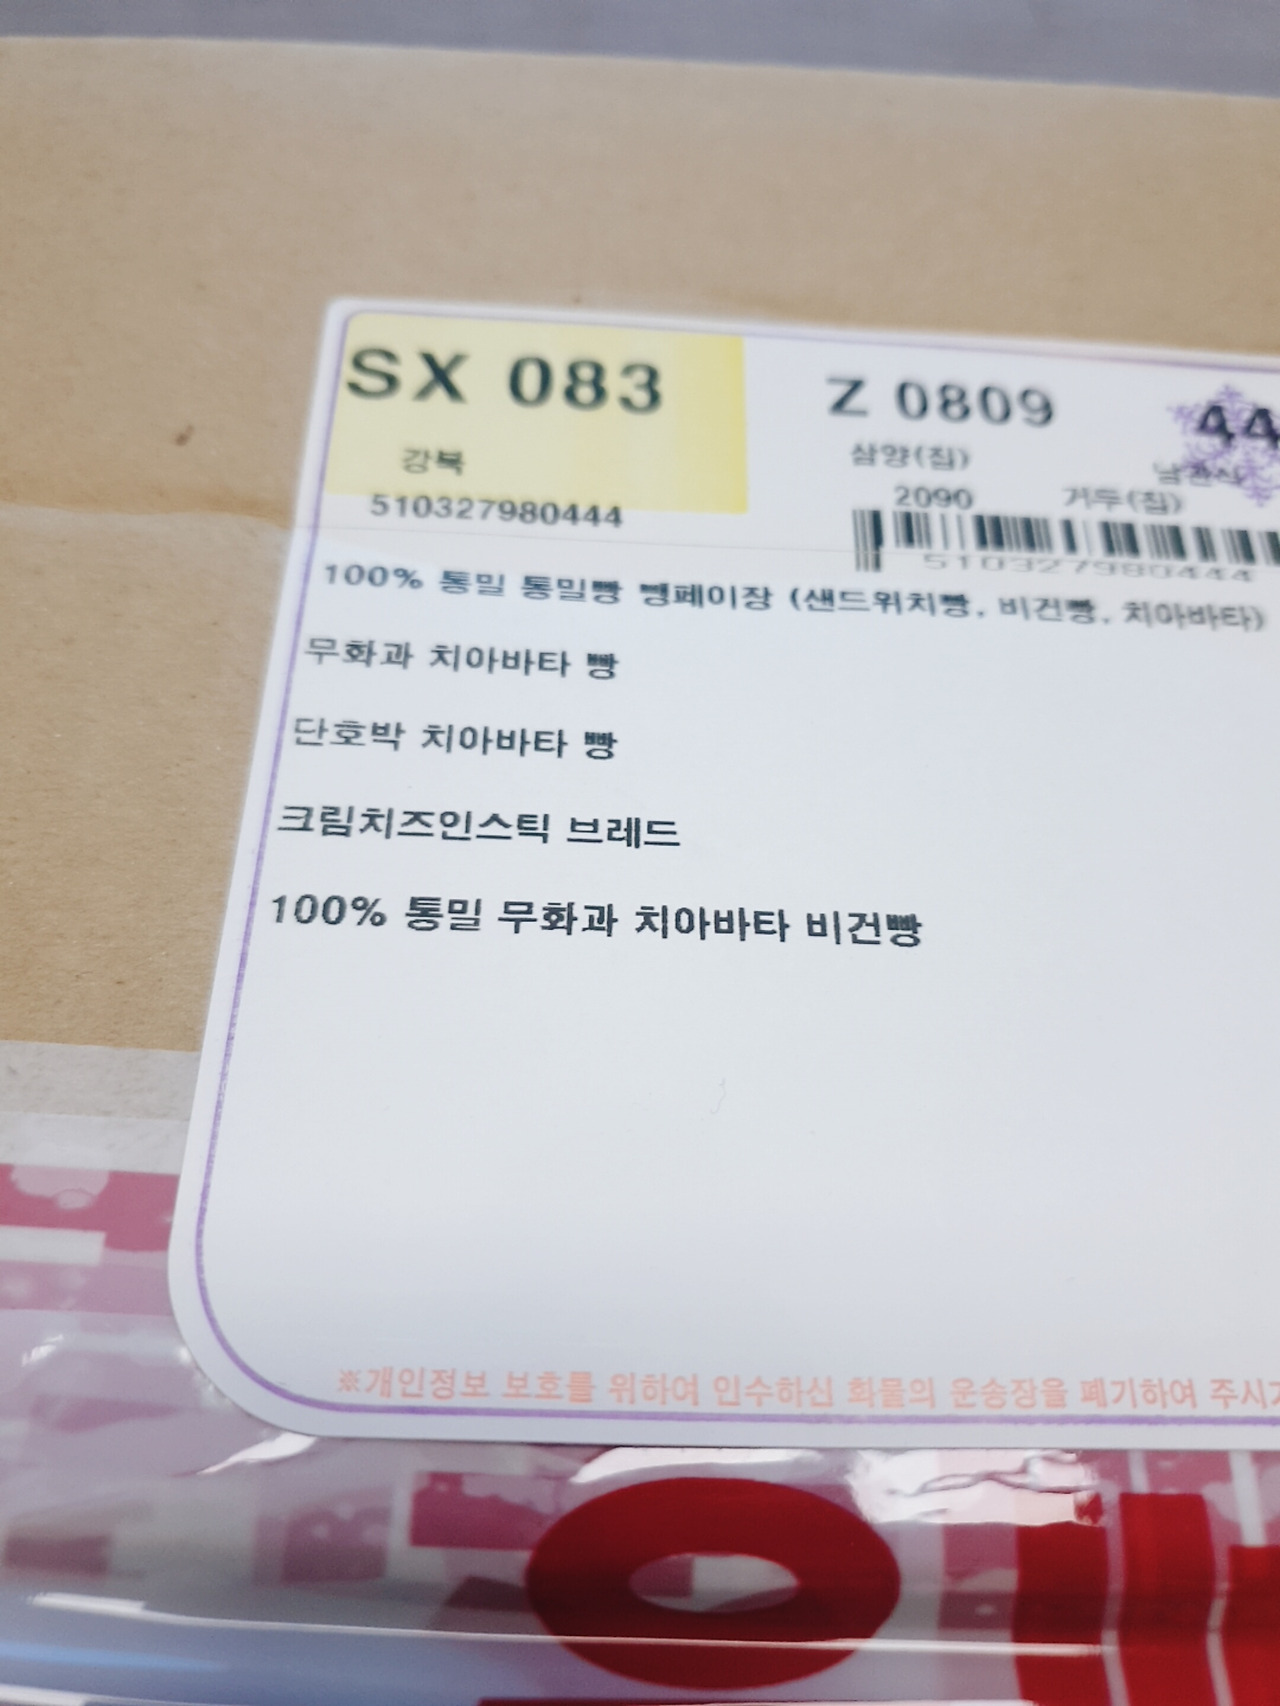 SX 083
Z 0809
44
강북
삼양(집)
510327980444
2090
거두(집)
510327980444
100% 통밀 통밀빵 뺑페이장 (샌드위치빵, 비건빵, 치아바타)
무화과 치아바타 빵
단호박 치아바타 빵
크림치즈인스틱 브레드
100% 통밀 무화과 치아바타 비건빵
※개인정보 보호를 위하여 인수하신 화물의 운송장을 폐기하여 주시기